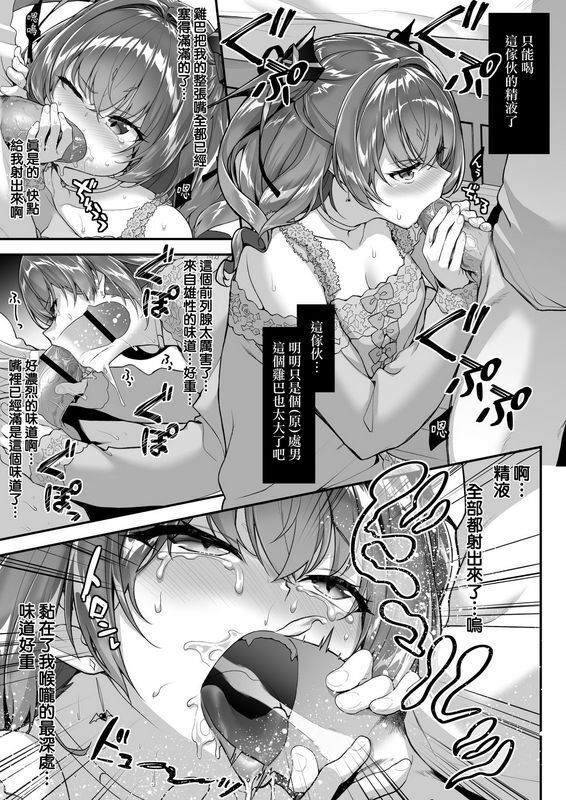 只能喝
這傢伙的精液了
雞巴把我的整張嘴全都已經
塞得滿滿的了…
嗯嗚
真是的 快點
給我射出來啊
嗯
這個前列腺太厲害了…
來自雄性的味道…好重…
好濃烈的味道啊…
嘴裡已經滿是這個味道了…
這傢伙…
明明只是個(原)處男
這個雞巴也太大了吧
嗯
啊…
精液
全部都射出來了…嗚
黏在了我喉嚨的最深處…
味道好重